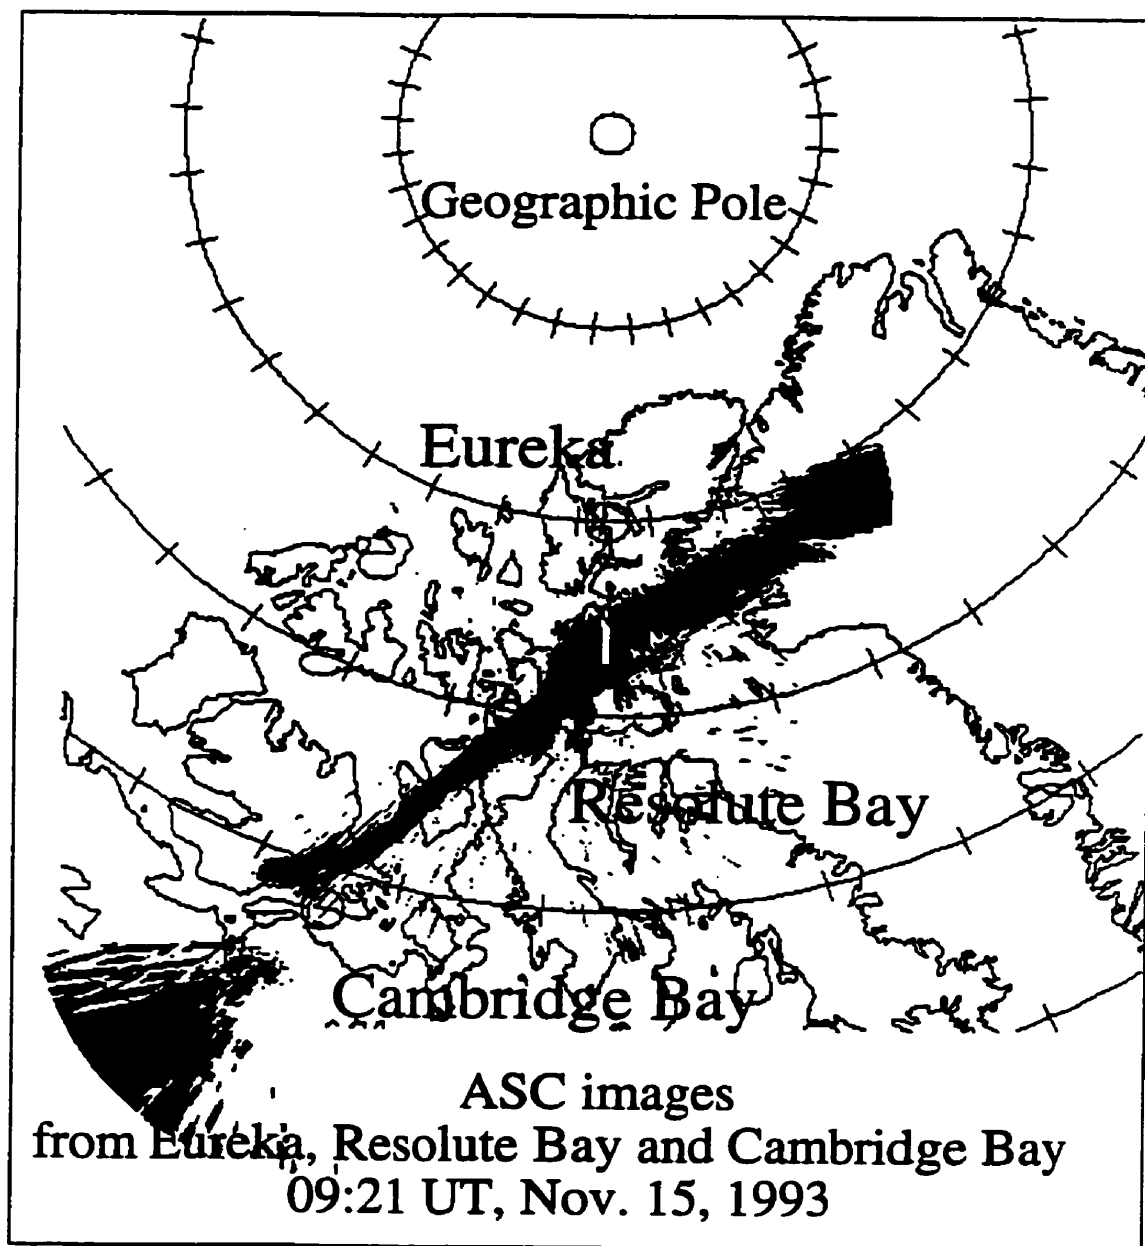 Geographic Pole
Eureka
Resolute Bay
Cambridge Bay
ASC images
from Eureka, Resolute Bay and Cambridge Bay
09:21 UT, Nov. 15, 1993